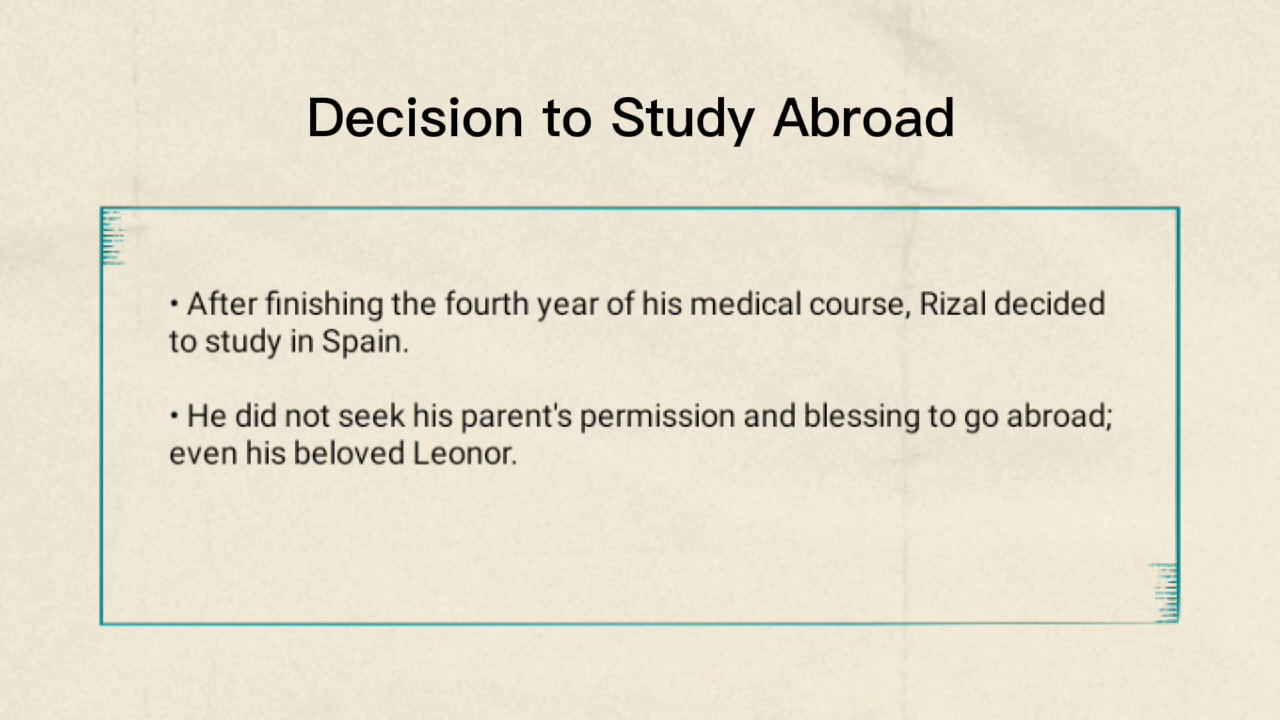 Decision to Study Abroad
• After finishing the fourth year of his medical course, Rizal decided
to study in Spain.
• He did not seek his parent's permission and blessing to go abroad;
even his beloved Leonor.